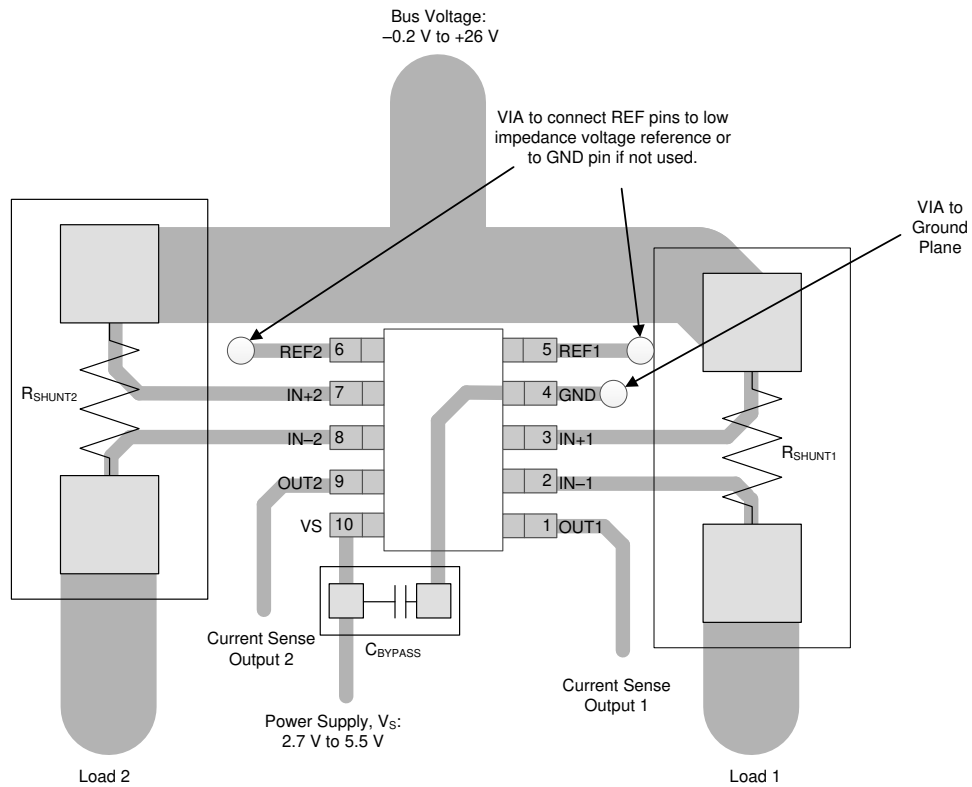 Bus Voltage:
–0.2 V to +26 V
VIA to connect REF pins to low
impedance voltage reference or
to GND pin if not used.
VIA to
Ground
Plane
REF2 6
5 REF1
IN+2 7
4 GND
RSHUNT2
IN–2 8
3 IN+1
RSHUNT1
OUT2 9
2 IN–1
VS 10
1 OUT1
Current Sense
Output 2
CBYPASS
Current Sense
Output 1
Power Supply, VS:
2.7 V to 5.5 V
Load 2
Load 1